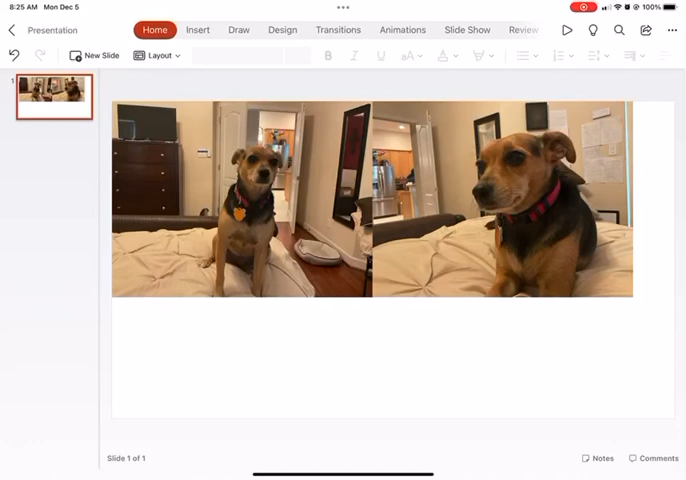 8:25 AM Mon Dec 5
100%
Presentation
Home Insert Draw Design Transitions Animations Slide Show Review
New Slide Layout B I U aA A
1
Slide 1 of 1
Notes Comments